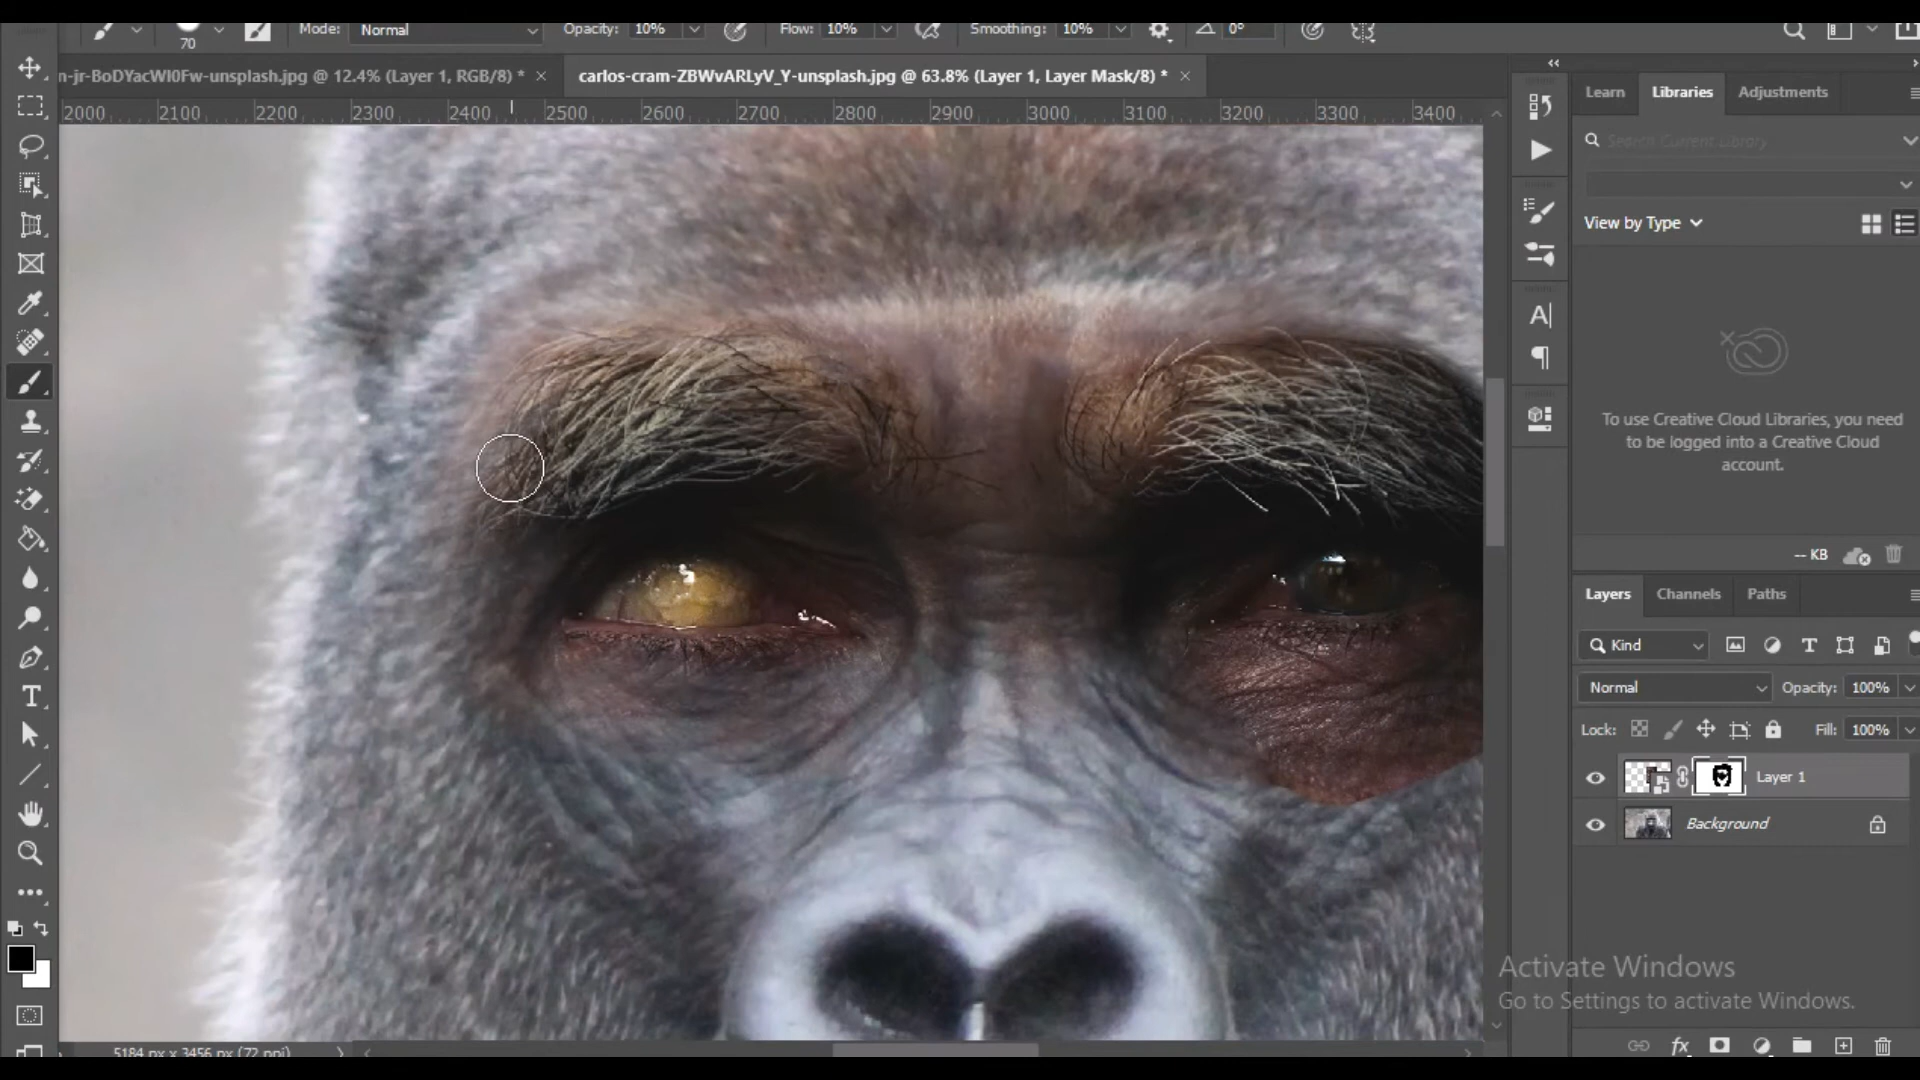 70
Mode: Normal
Opacity: 10%
Flow: 10%
Smoothing: 10%
0°
n-jr-BoDYacWI0Fw-unsplash.jpg @ 12.4% (Layer 1, RGB/8) *
carlos-cram-ZBWvARLyV_Y-unsplash.jpg @ 63.8% (Layer 1, Layer Mask/8) *
2000 2100 2200 2300 2400 2500 2600 2700 2800 2900 3000 3100 3200 3300 3400
Learn Libraries Adjustments
Search Current Library
View by Type
To use Creative Cloud Libraries, you need
to be logged into a Creative Cloud
account.
-- KB
Layers Channels Paths
Kind
Normal
Opacity: 100%
Lock:
Fill: 100%
Layer 1
Background
Activate Windows
Go to Settings to activate Windows.
5184 px x 3456 px (72 ppi)